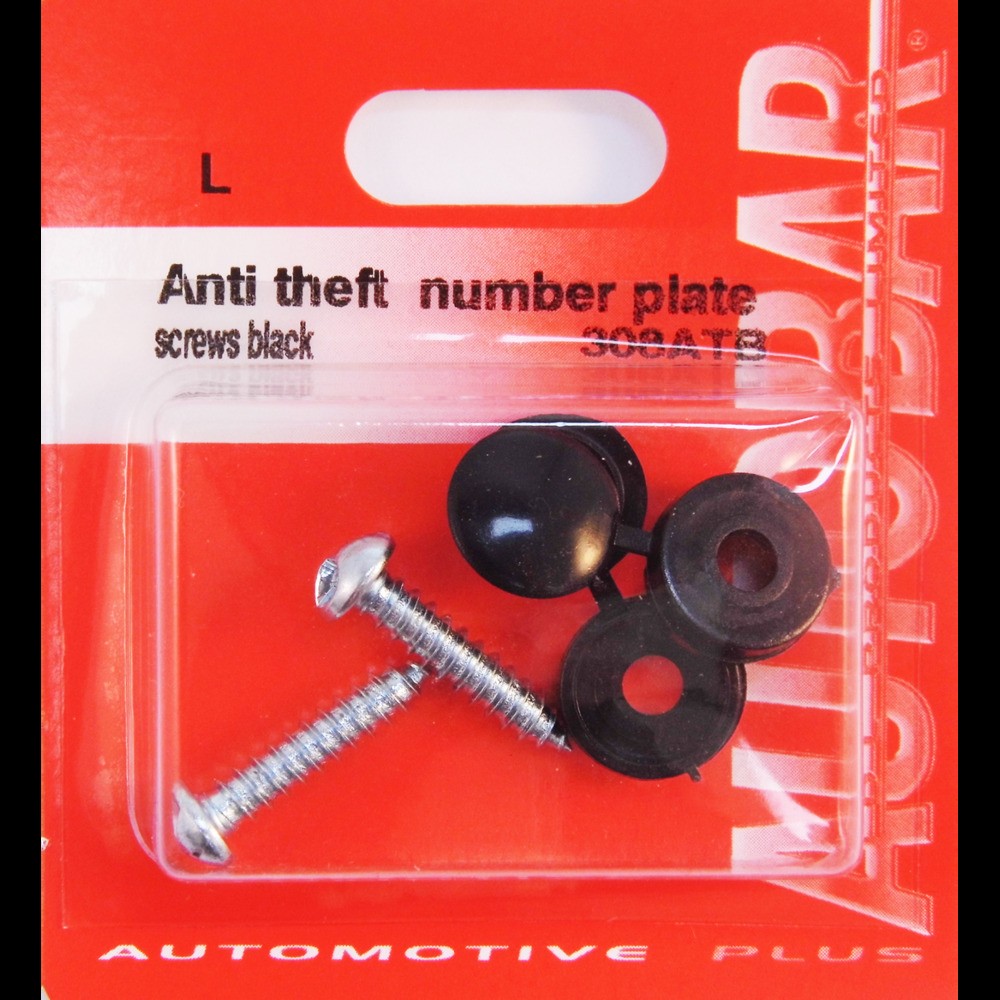 L
Anti theft number plate
screws black 308ATB
AUTOBAR®
AUTOMOTIVE PLUS